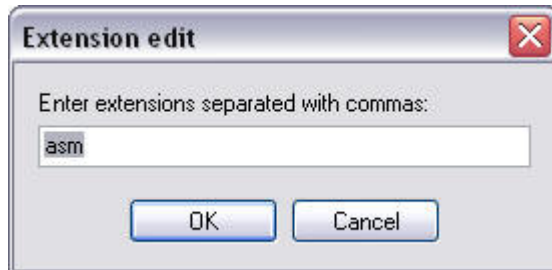 Extension edit
Enter extensions separated with commas:
asm
OK
Cancel